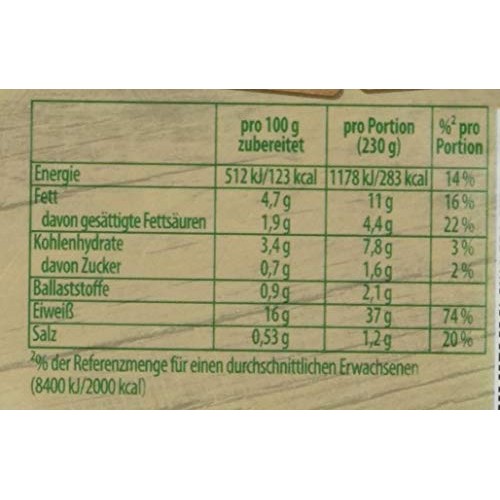 pro 100 g zubereitet | pro Portion (230 g) | %² pro Portion
Energie 512 kJ/123 kcal 1178 kJ/283 kcal 14 %
Fett 4,7 g 11 g 16 %
davon gesättigte Fettsäuren 1,9 g 4,4 g 22 %
Kohlenhydrate 3,4 g 7,8 g 3 %
davon Zucker 0,7 g 1,6 g 2 %
Ballaststoffe 0,9 g 2,1 g
Eiweiß 16 g 37 g 74 %
Salz 0,53 g 1,2 g 20 %
²% der Referenzmenge für einen durchschnittlichen Erwachsenen
(8400 kJ/2000 kcal)